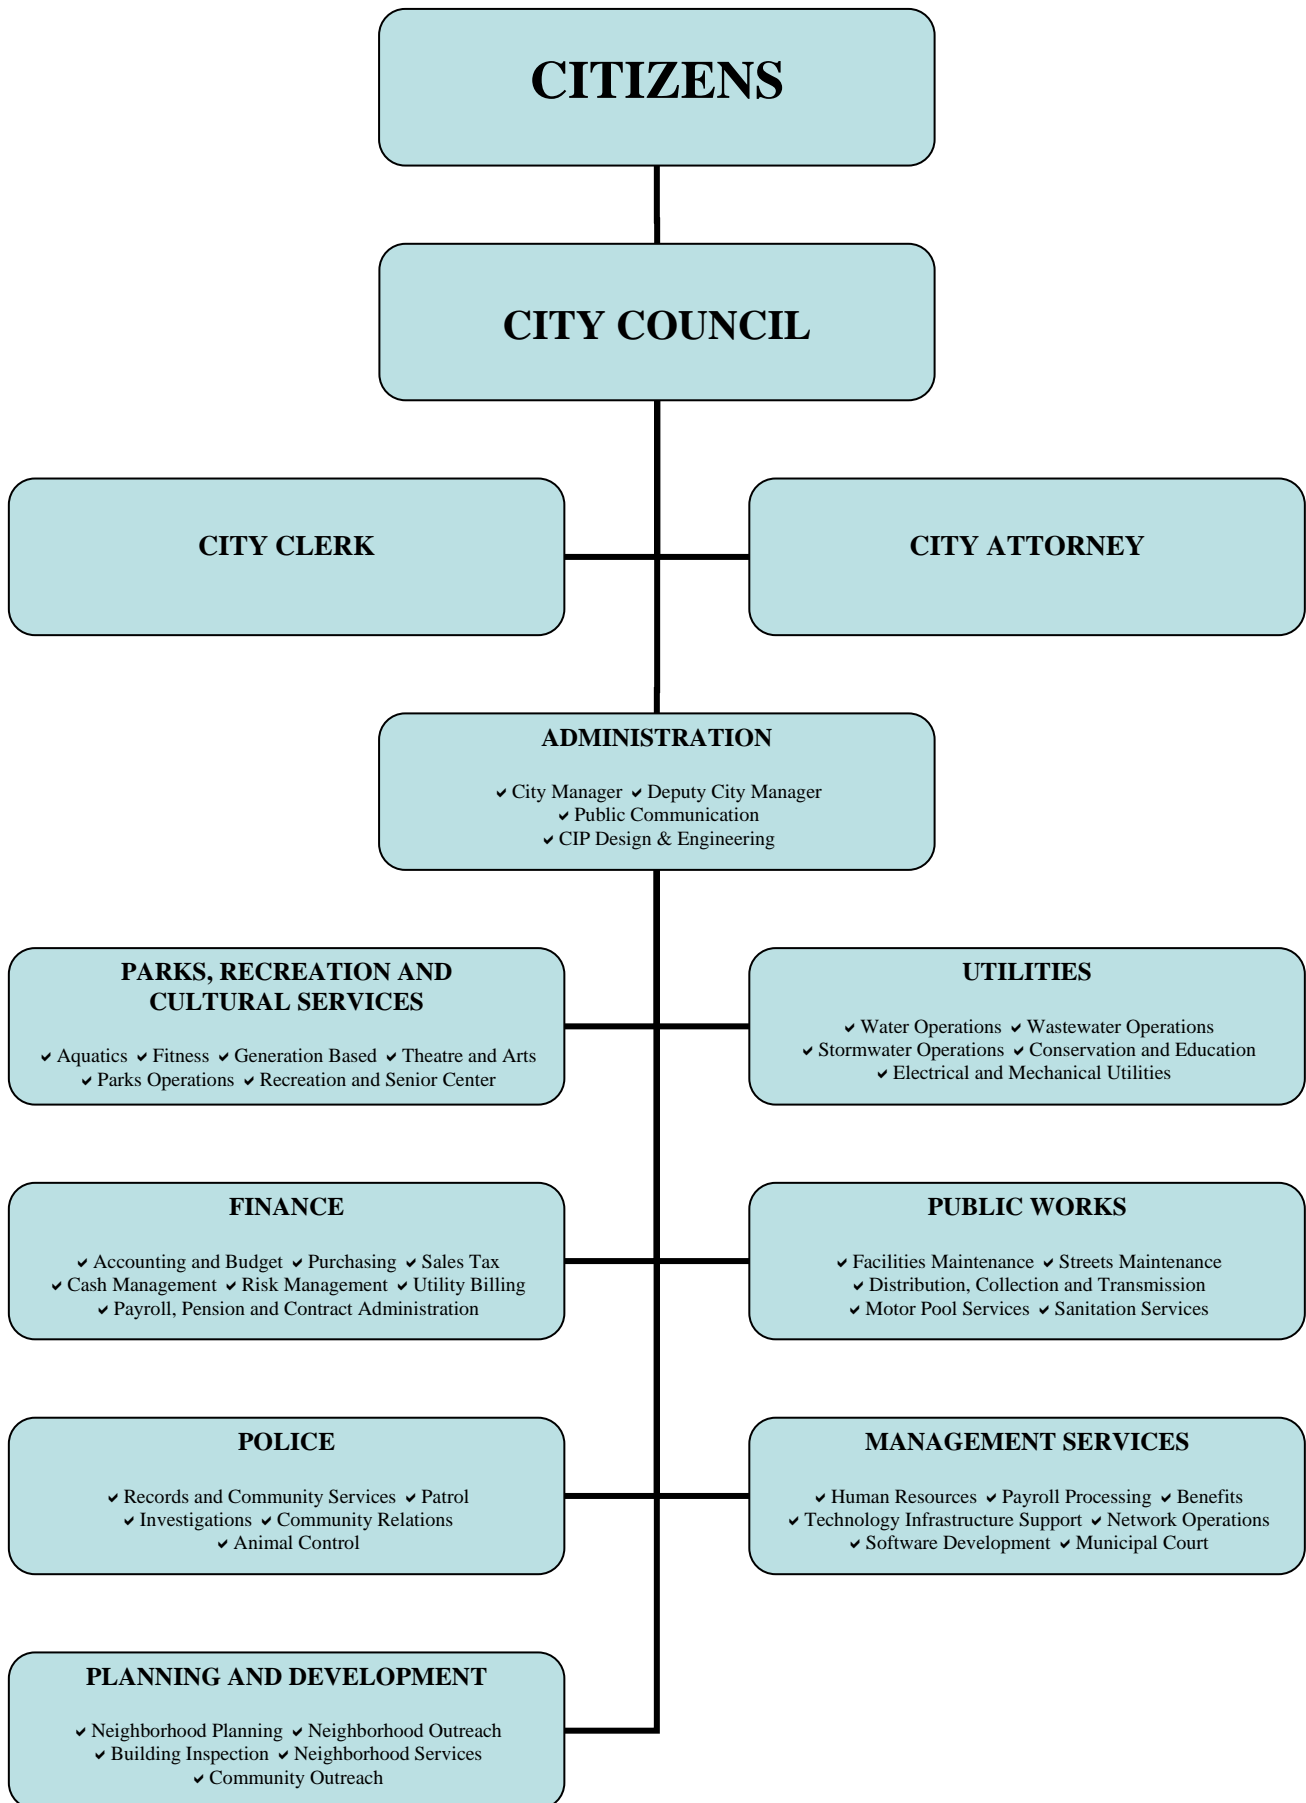 CITIZENS
CITY COUNCIL
CITY CLERK
CITY ATTORNEY
ADMINISTRATION
✔ City Manager ✔ Deputy City Manager
✔ Public Communication
✔ CIP Design & Engineering
PARKS, RECREATION AND
CULTURAL SERVICES
✔ Aquatics ✔ Fitness ✔ Generation Based ✔ Theatre and Arts
✔ Parks Operations ✔ Recreation and Senior Center
UTILITIES
✔ Water Operations ✔ Wastewater Operations
✔ Stormwater Operations ✔ Conservation and Education
✔ Electrical and Mechanical Utilities
FINANCE
✔ Accounting and Budget ✔ Purchasing ✔ Sales Tax
✔ Cash Management ✔ Risk Management ✔ Utility Billing
✔ Payroll, Pension and Contract Administration
PUBLIC WORKS
✔ Facilities Maintenance ✔ Streets Maintenance
✔ Distribution, Collection and Transmission
✔ Motor Pool Services ✔ Sanitation Services
POLICE
✔ Records and Community Services ✔ Patrol
✔ Investigations ✔ Community Relations
✔ Animal Control
MANAGEMENT SERVICES
✔ Human Resources ✔ Payroll Processing ✔ Benefits
✔ Technology Infrastructure Support ✔ Network Operations
✔ Software Development ✔ Municipal Court
PLANNING AND DEVELOPMENT
✔ Neighborhood Planning ✔ Neighborhood Outreach
✔ Building Inspection ✔ Neighborhood Services
✔ Community Outreach